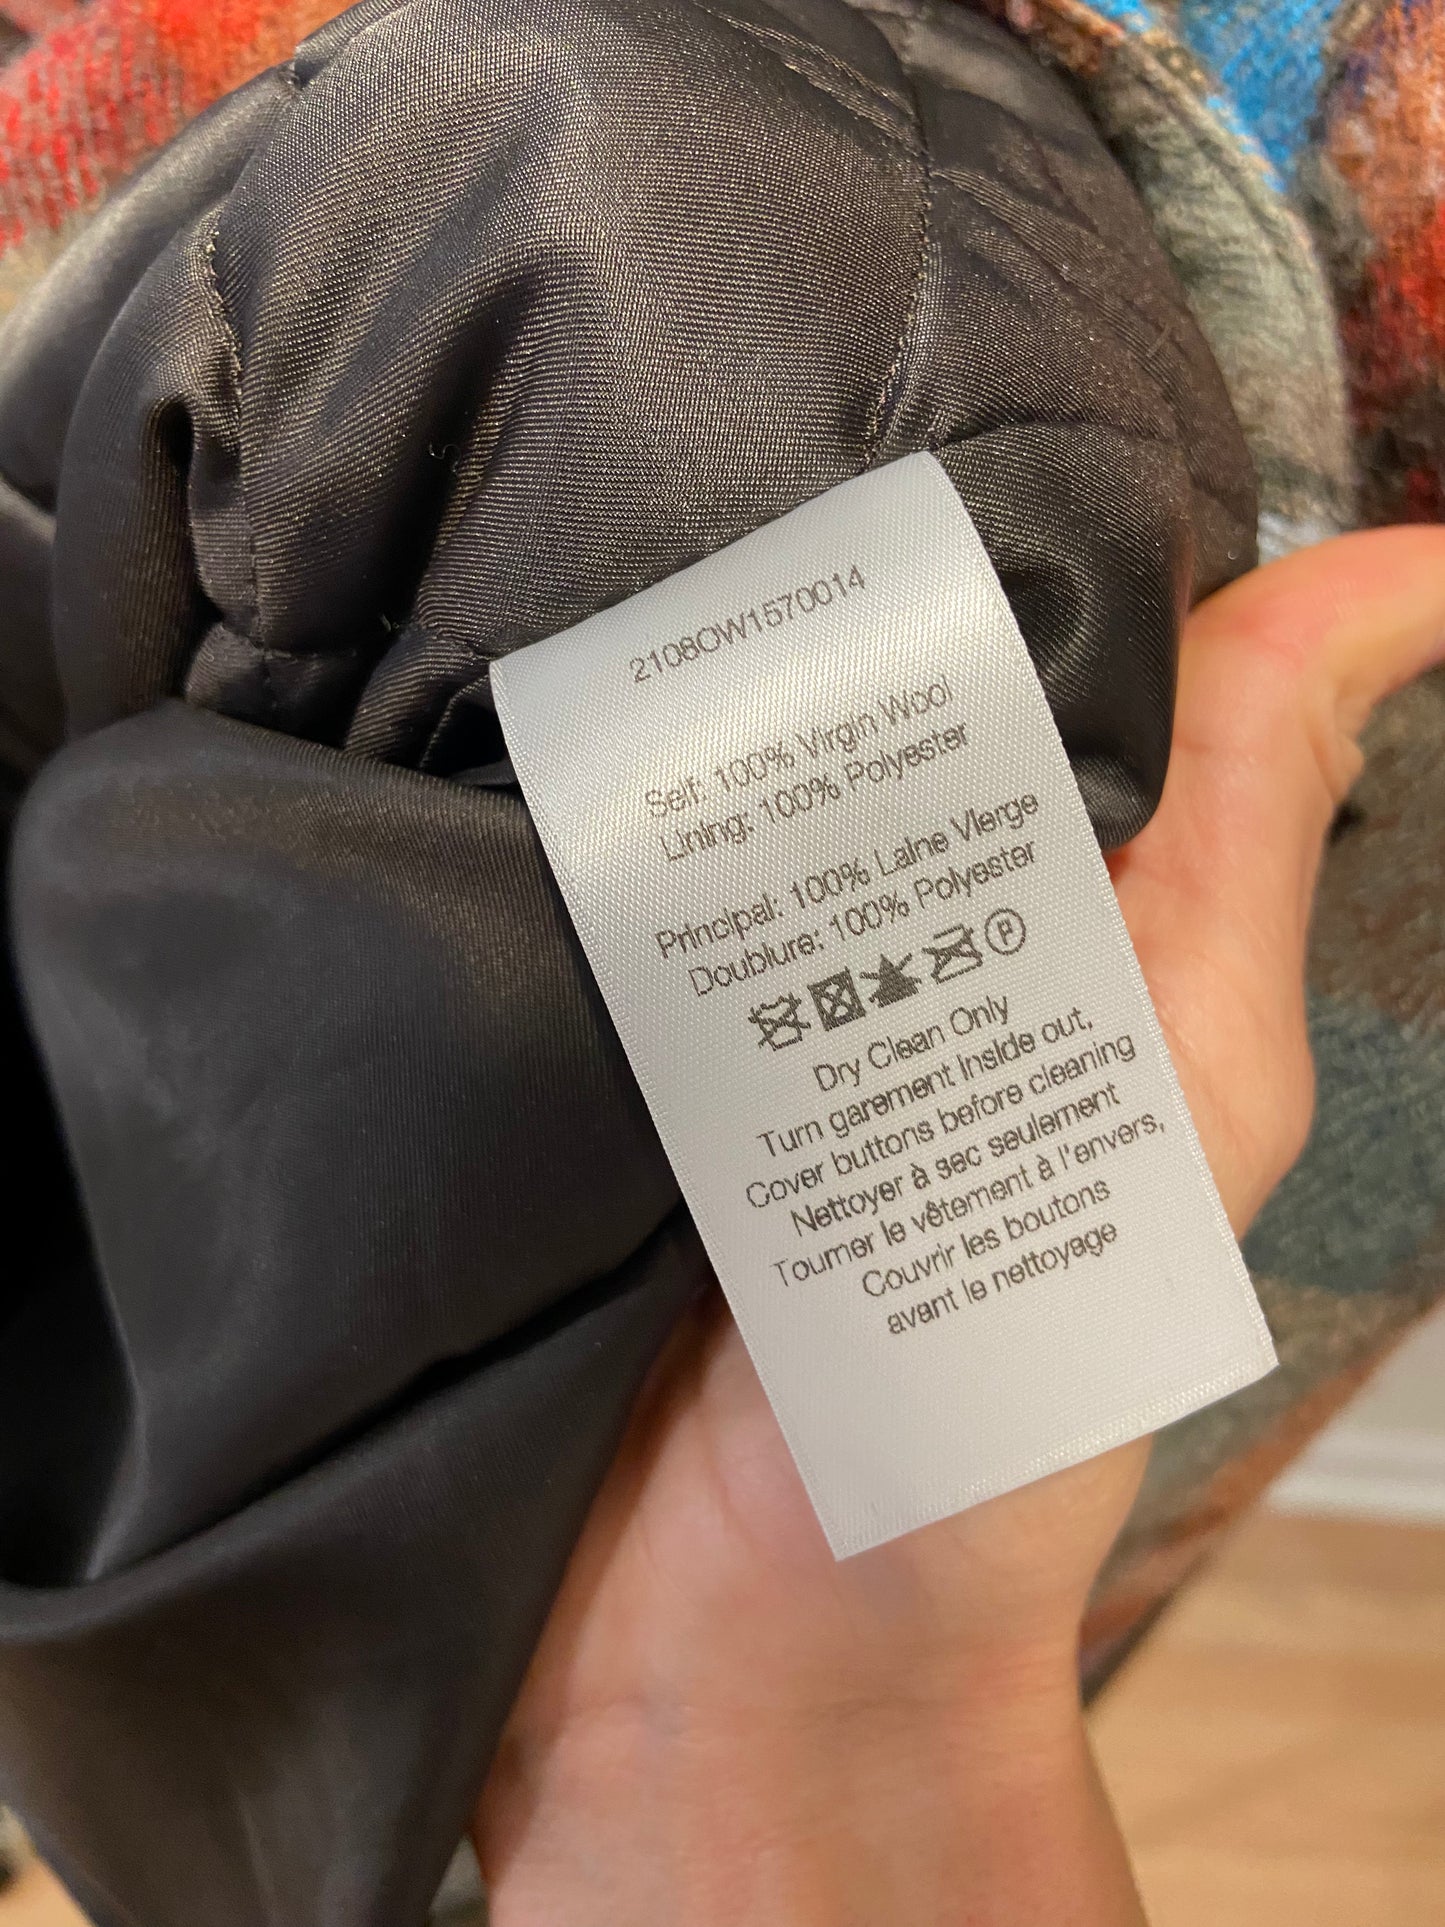 2108OW1570014
Self: 100% Virgin Wool
Lining: 100% Polyester
Principal: 100% Laine Vierge
Doublure: 100% Polyester
P
Dry Clean Only
Turn garement inside out,
Cover buttons before cleaning
Nettoyer à sec seulement
Tourner le vêtement à l'envers,
Couvrir les boutons
avant le nettoyage